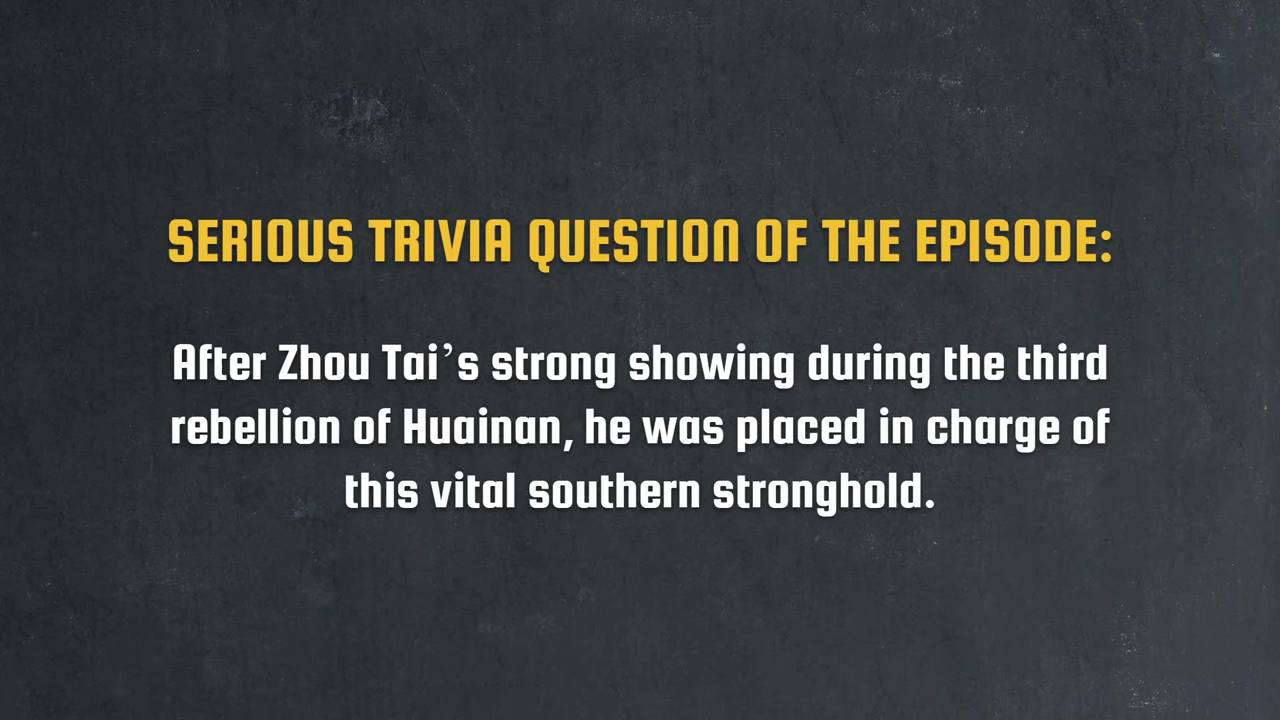 SERIOUS TRIVIA QUESTION OF THE EPISODE:
After Zhou Tai’s strong showing during the third
rebellion of Huainan, he was placed in charge of
this vital southern stronghold.